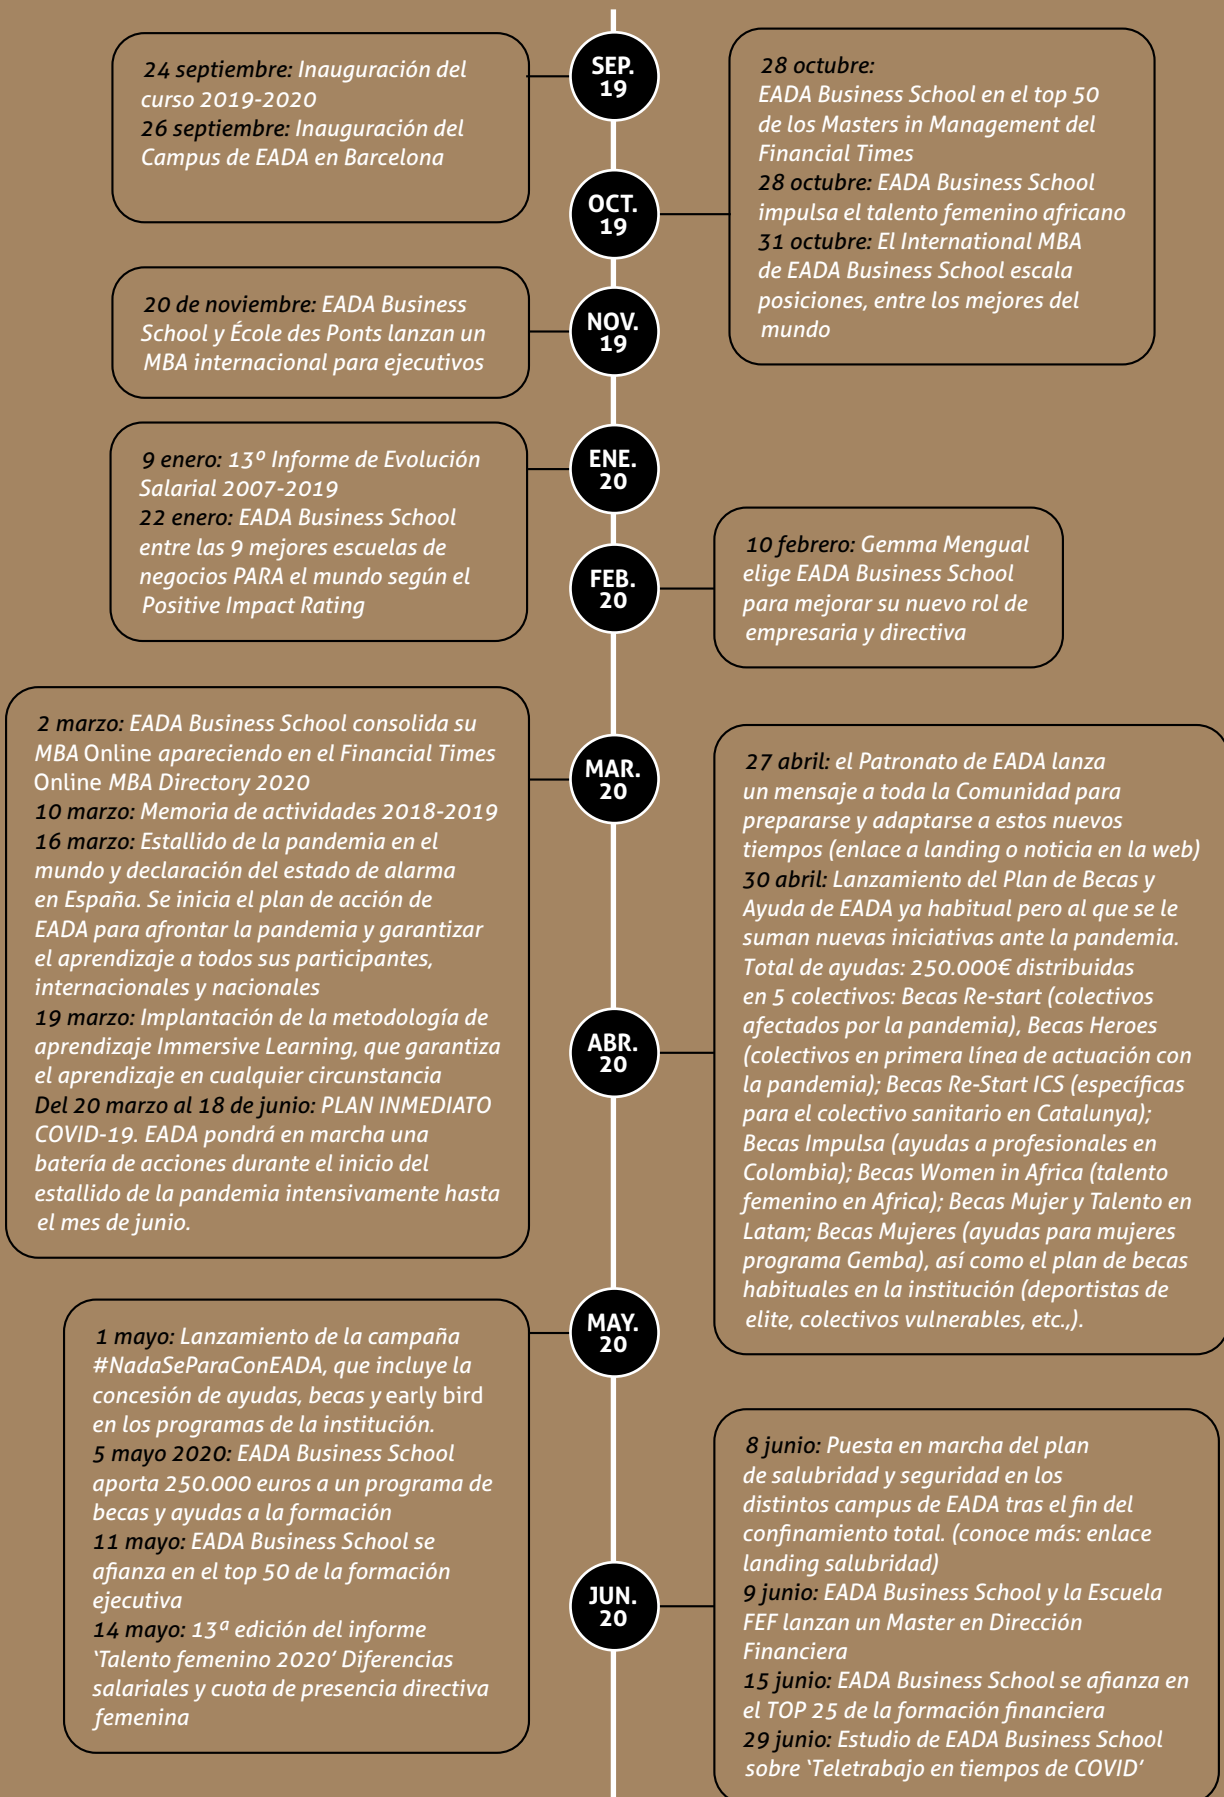 SEP.
19
24 septiembre: Inauguración del
curso 2019-2020
26 septiembre: Inauguración del
Campus de EADA en Barcelona
OCT.
19
28 octubre:
EADA Business School en el top 50
de los Masters in Management del
Financial Times
28 octubre: EADA Business School
impulsa el talento femenino africano
31 octubre: El International MBA
de EADA Business School escala
posiciones, entre los mejores del
mundo
NOV.
19
20 de noviembre: EADA Business
School y École des Ponts lanzan un
MBA internacional para ejecutivos
ENE.
20
9 enero: 13º Informe de Evolución
Salarial 2007-2019
22 enero: EADA Business School
entre las 9 mejores escuelas de
negocios PARA el mundo según el
Positive Impact Rating
FEB.
20
10 febrero: Gemma Mengual
elige EADA Business School
para mejorar su nuevo rol de
empresaria y directiva
MAR.
20
2 marzo: EADA Business School consolida su
MBA Online apareciendo en el Financial Times
Online MBA Directory 2020
10 marzo: Memoria de actividades 2018-2019
16 marzo: Estallido de la pandemia en el
mundo y declaración del estado de alarma
en España. Se inicia el plan de acción de
EADA para afrontar la pandemia y garantizar
el aprendizaje a todos sus participantes,
internacionales y nacionales
19 marzo: Implantación de la metodología de
aprendizaje Immersive Learning, que garantiza
el aprendizaje en cualquier circunstancia
Del 20 marzo al 18 de junio: PLAN INMEDIATO
COVID-19. EADA pondrá en marcha una
batería de acciones durante el inicio del
estallido de la pandemia intensivamente hasta
el mes de junio.
ABR.
20
27 abril: el Patronato de EADA lanza
un mensaje a toda la Comunidad para
prepararse y adaptarse a estos nuevos
tiempos (enlace a landing o noticia en la web)
30 abril: Lanzamiento del Plan de Becas y
Ayuda de EADA ya habitual pero al que se le
suman nuevas iniciativas ante la pandemia.
Total de ayudas: 250.000€ distribuidas
en 5 colectivos: Becas Re-start (colectivos
afectados por la pandemia), Becas Heroes
(colectivos en primera línea de actuación con
la pandemia); Becas Re-Start ICS (específicas
para el colectivo sanitario en Catalunya);
Becas Impulsa (ayudas a profesionales en
Colombia); Becas Women in Africa (talento
femenino en Africa); Becas Mujer y Talento en
Latam; Becas Mujeres (ayudas para mujeres
programa Gemba), así como el plan de becas
habituales en la institución (deportistas de
elite, colectivos vulnerables, etc.,).
MAY.
20
1 mayo: Lanzamiento de la campaña
#NadaSeParaConEADA, que incluye la
concesión de ayudas, becas y early bird
en los programas de la institución.
5 mayo 2020: EADA Business School
aporta 250.000 euros a un programa de
becas y ayudas a la formación
11 mayo: EADA Business School se
afianza en el top 50 de la formación
ejecutiva
14 mayo: 13ª edición del informe
‘Talento femenino 2020’ Diferencias
salariales y cuota de presencia directiva
femenina
JUN.
20
8 junio: Puesta en marcha del plan
de salubridad y seguridad en los
distintos campus de EADA tras el fin del
confinamiento total. (conoce más: enlace
landing salubridad)
9 junio: EADA Business School y la Escuela
FEF lanzan un Master en Dirección
Financiera
15 junio: EADA Business School se afianza en
el TOP 25 de la formación financiera
29 junio: Estudio de EADA Business School
sobre ‘Teletrabajo en tiempos de COVID’